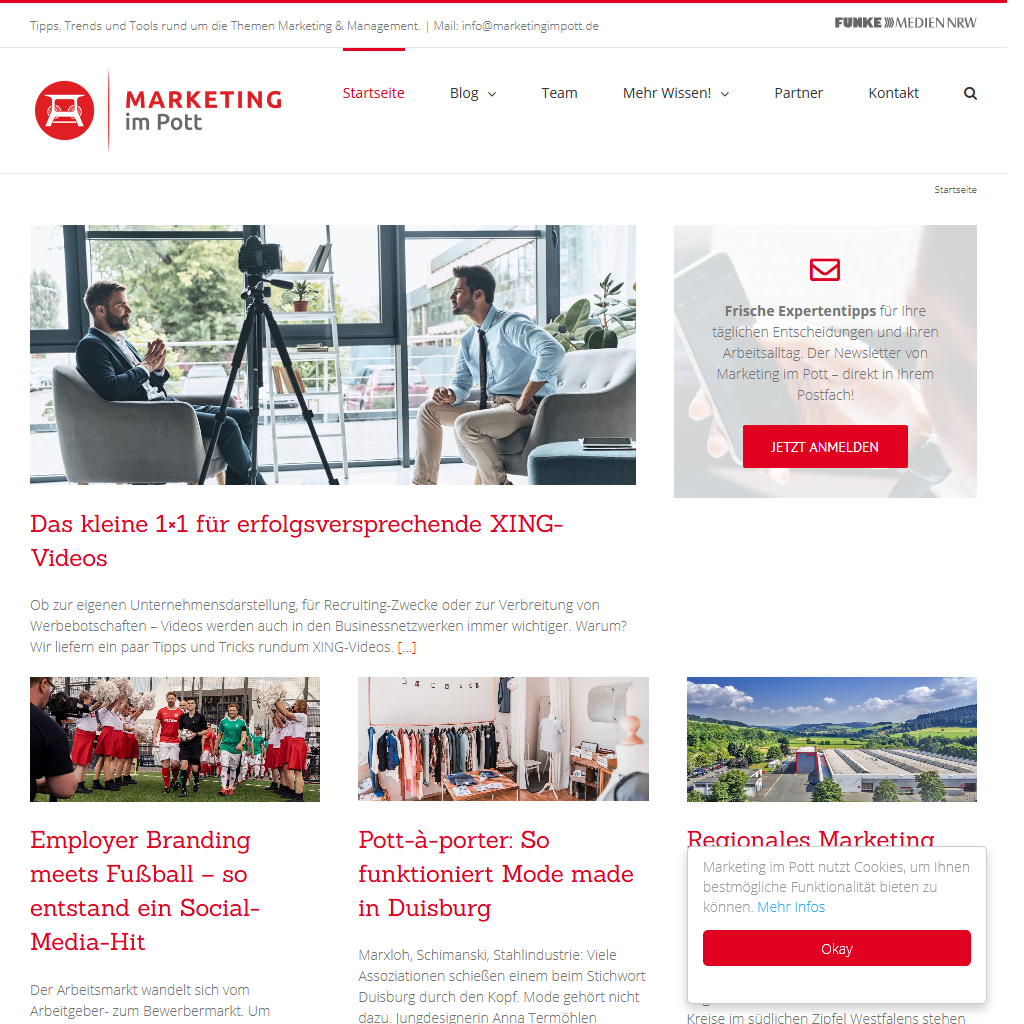 Tipps, Trends und Tools rund um die Themen Marketing & Management. | Mail: info@marketingimpott.de
FUNKE MEDIEN NRW
MARKETING
im Pott
Startseite
Blog
Team
Mehr Wissen!
Partner
Kontakt
Startseite
Frische Expertentipps für Ihre
täglichen Entscheidungen und Ihren
Arbeitsalltag. Der Newsletter von
Marketing im Pott – direkt in Ihrem
Postfach!
JETZT ANMELDEN
Das kleine 1×1 für erfolgsversprechende XING-
Videos
Ob zur eigenen Unternehmensdarstellung, für Recruiting-Zwecke oder zur Verbreitung von
Werbebotschaften – Videos werden auch in den Businessnetzwerken immer wichtiger. Warum?
Wir liefern ein paar Tipps und Tricks rundum XING-Videos. [...]
Employer Branding
meets Fußball – so
entstand ein Social-
Media-Hit
Der Arbeitsmarkt wandelt sich vom
Arbeitgeber- zum Bewerbermarkt. Um
Pott-à-porter: So
funktioniert Mode made
in Duisburg
Marxloh, Schimanski, Stahlindustrie: Viele
Assoziationen schießen einem beim Stichwort
Duisburg durch den Kopf. Mode gehört nicht
dazu. Jungdesignerin Anna Termöhlen
Regionales Marketing
Marketing im Pott nutzt Cookies, um Ihnen
bestmögliche Funktionalität bieten zu
können. Mehr Infos
Okay
Kreise im südlichen Zipfel Westfalens stehen